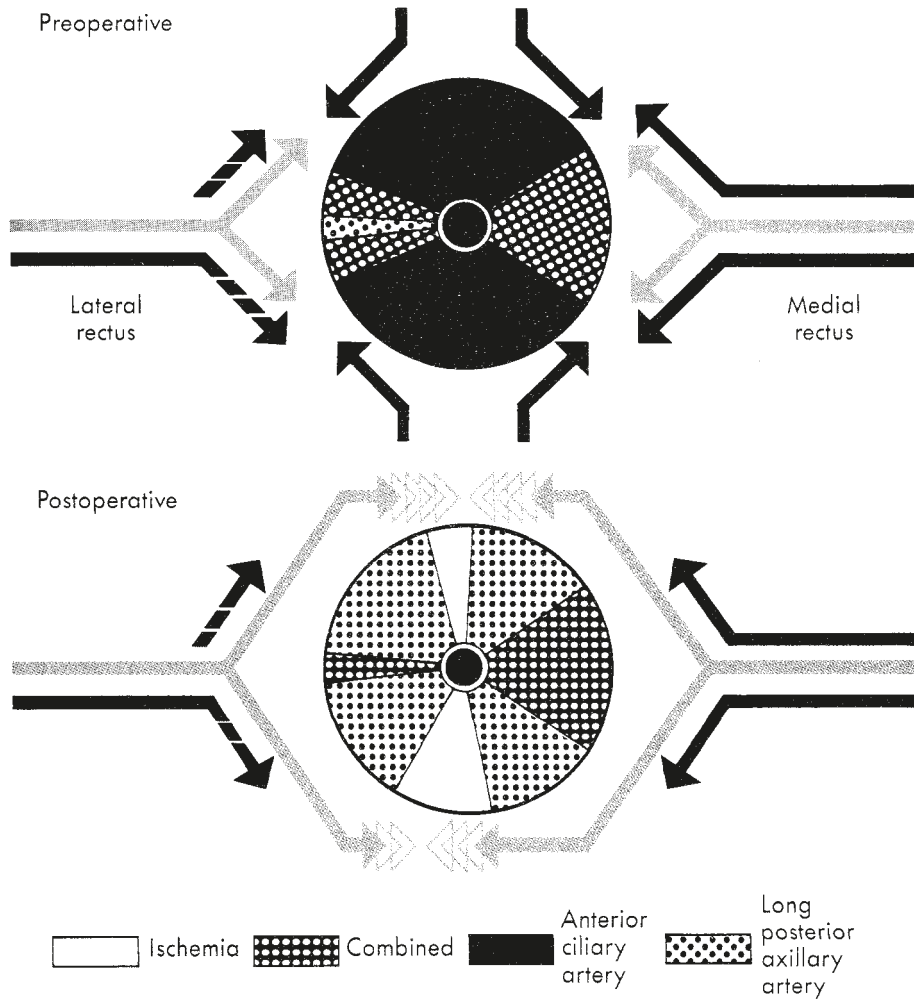 Preoperative
Lateral
rectus
Medial
rectus
Postoperative
Ischemia
Combined
Anterior
ciliary
artery
Long
posterior
axillary
artery